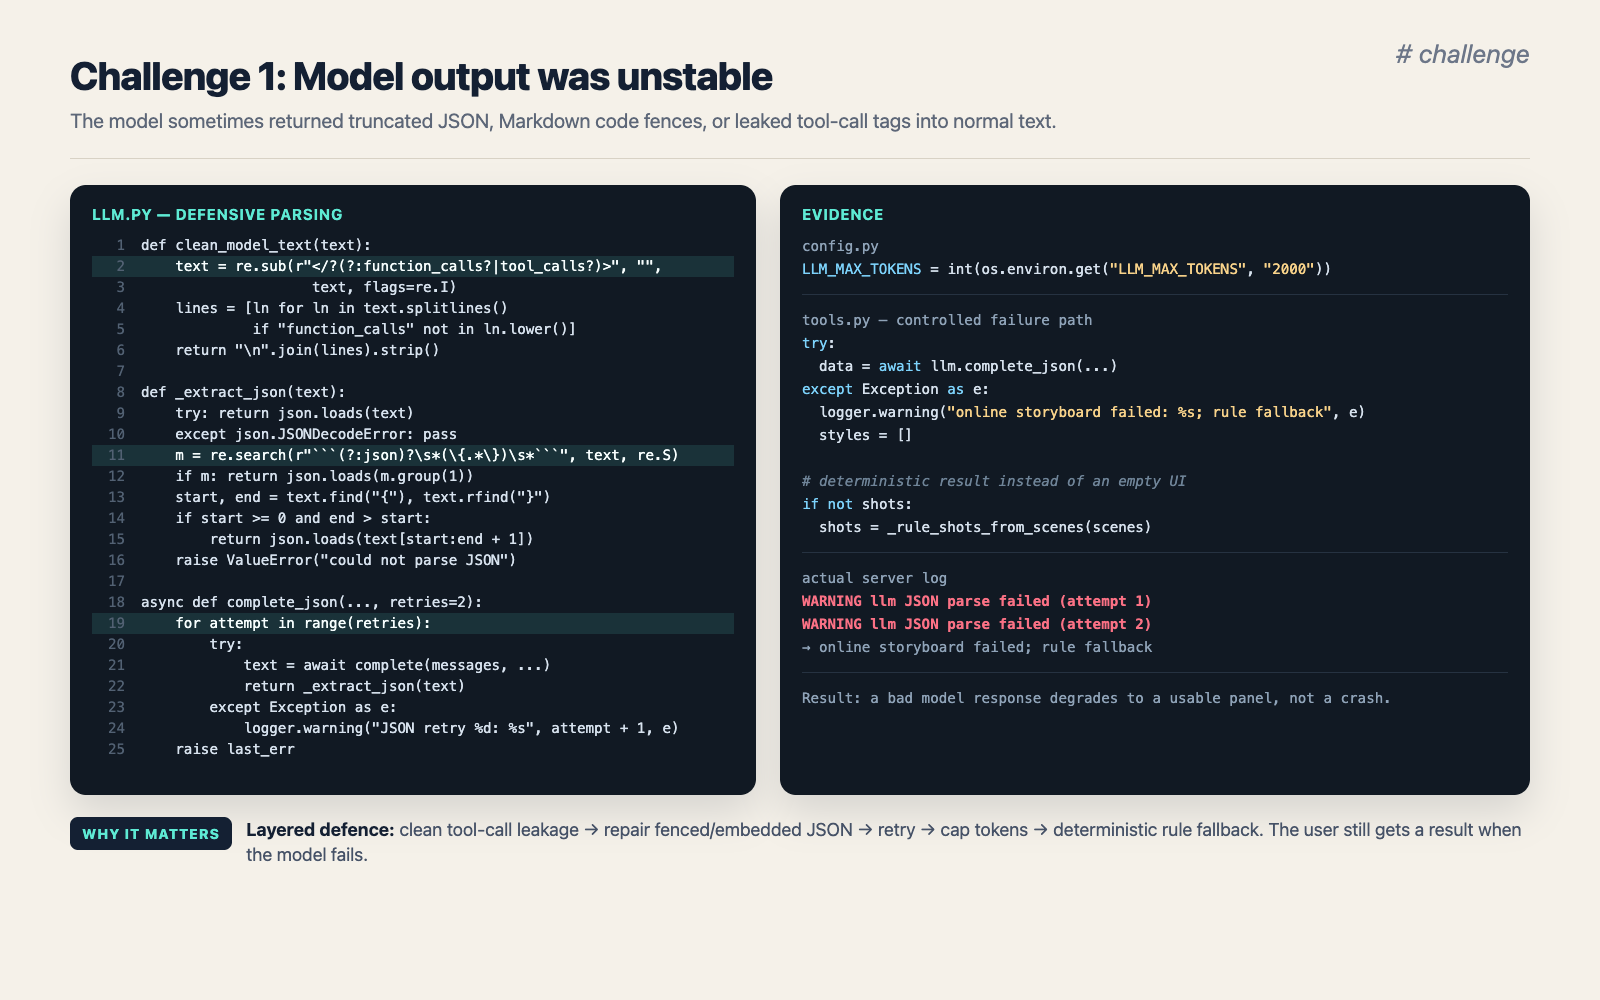 # challenge
Challenge 1: Model output was unstable
The model sometimes returned truncated JSON, Markdown code fences, or leaked tool-call tags into normal text.
LLM.PY — DEFENSIVE PARSING
1 def clean_model_text(text):
2     text = re.sub(r"</?(?:function_calls?|tool_calls?)>", "",
3                     text, flags=re.I)
4     lines = [ln for ln in text.splitlines()
5              if "function_calls" not in ln.lower()]
6     return "\n".join(lines).strip()
7
8 def _extract_json(text):
9     try: return json.loads(text)
10     except json.JSONDecodeError: pass
11     m = re.search(r"```(?:json)?\s*(\{.*\})\s*```", text, re.S)
12     if m: return json.loads(m.group(1))
13     start, end = text.find("{"), text.rfind("}")
14     if start >= 0 and end > start:
15         return json.loads(text[start:end + 1])
16     raise ValueError("could not parse JSON")
17
18 async def complete_json(..., retries=2):
19     for attempt in range(retries):
20         try:
21             text = await complete(messages, ...)
22             return _extract_json(text)
23         except Exception as e:
24             logger.warning("JSON retry %d: %s", attempt + 1, e)
25     raise last_err
EVIDENCE
config.py
LLM_MAX_TOKENS = int(os.environ.get("LLM_MAX_TOKENS", "2000"))
tools.py — controlled failure path
try:
  data = await llm.complete_json(...)
except Exception as e:
  logger.warning("online storyboard failed: %s; rule fallback", e)
  styles = []
# deterministic result instead of an empty UI
if not shots:
  shots = _rule_shots_from_scenes(scenes)
actual server log
WARNING llm JSON parse failed (attempt 1)
WARNING llm JSON parse failed (attempt 2)
→ online storyboard failed; rule fallback
Result: a bad model response degrades to a usable panel, not a crash.
WHY IT MATTERS
Layered defence: clean tool-call leakage → repair fenced/embedded JSON → retry → cap tokens → deterministic rule fallback. The user still gets a result when
the model fails.